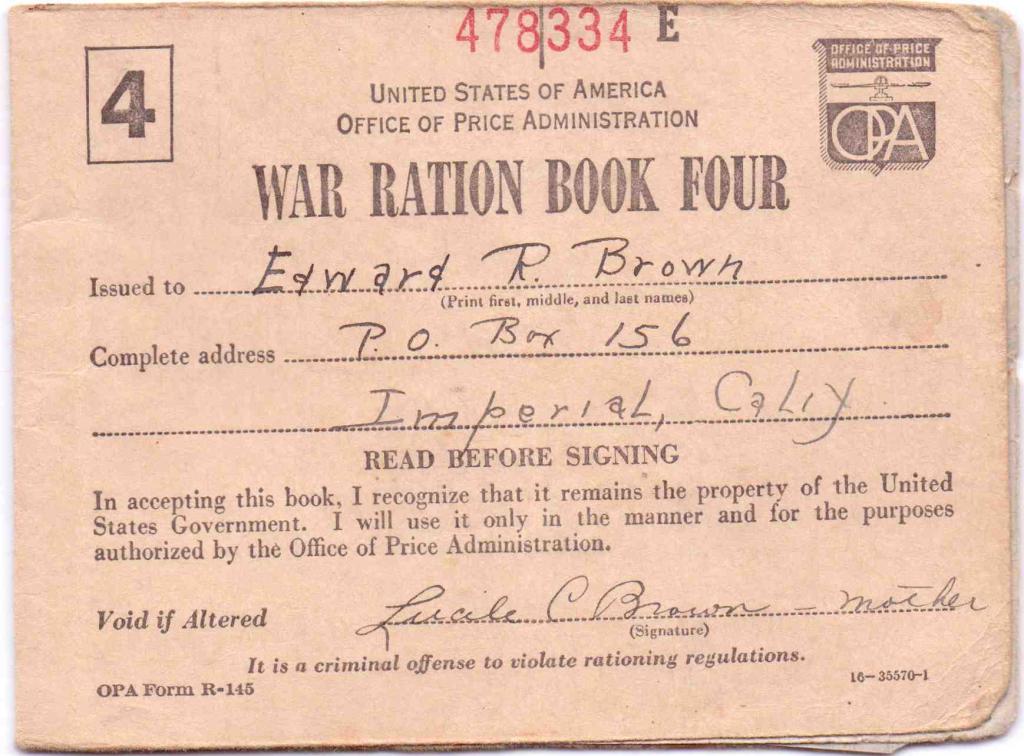 478334 E
4
OFFICE OF PRICE
ADMINISTRATION
OPA
UNITED STATES OF AMERICA
OFFICE OF PRICE ADMINISTRATION
WAR RATION BOOK FOUR
Issued to Edward R. Brown
(Print first, middle, and last names)
Complete address P. O. Box 156
Imperial, Calif
READ BEFORE SIGNING
In accepting this book, I recognize that it remains the property of the United
States Government. I will use it only in the manner and for the purposes
authorized by the Office of Price Administration.
Void if Altered Lucile C Brown – mother
(Signature)
It is a criminal offense to violate rationing regulations.
OPA Form R-145
16—35570-1